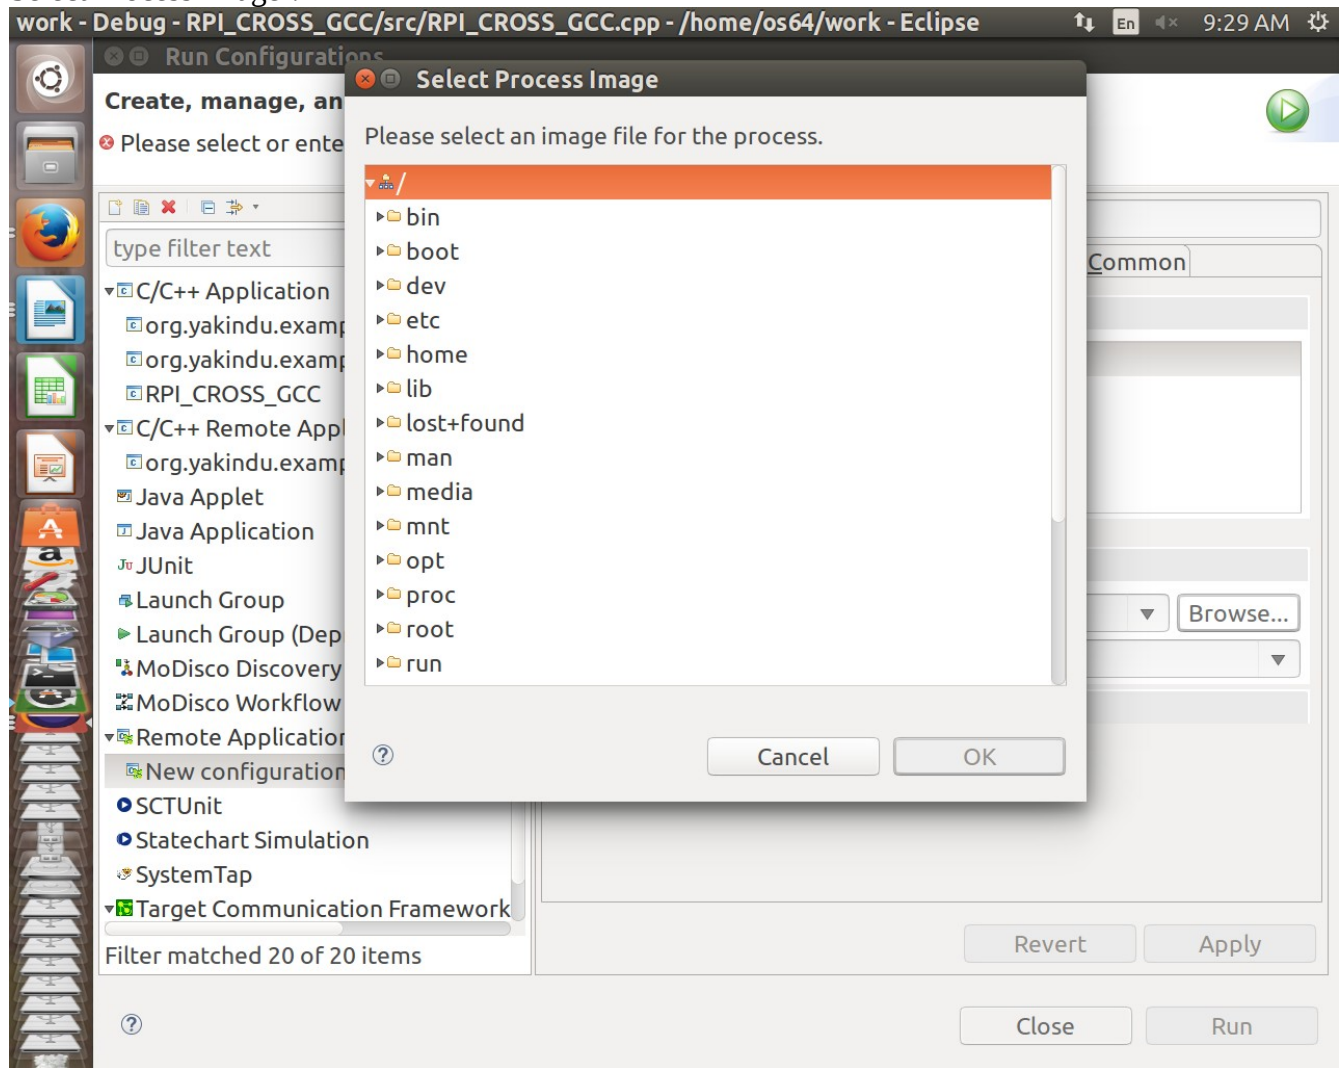 work - Debug - RPI_CROSS_GCC/src/RPI_CROSS_GCC.cpp - /home/os64/work - Eclipse
En
9:29 AM
Run Configurations
Select Process Image
Create, manage, an
Please select or ente
Please select an image file for the process.
/
bin
boot
dev
etc
home
lib
lost+found
man
media
mnt
opt
proc
root
run
Cancel
OK
type filter text
C/C++ Application
org.yakindu.examp
org.yakindu.examp
RPI_CROSS_GCC
C/C++ Remote Appl
org.yakindu.examp
Java Applet
Java Application
JU JUnit
Launch Group
Launch Group (Dep
MoDisco Discovery
MoDisco Workflow
Remote Application
New configuration
SCTUnit
Statechart Simulation
SystemTap
Target Communication Framework
Filter matched 20 of 20 items
Common
Browse...
Revert
Apply
Close
Run